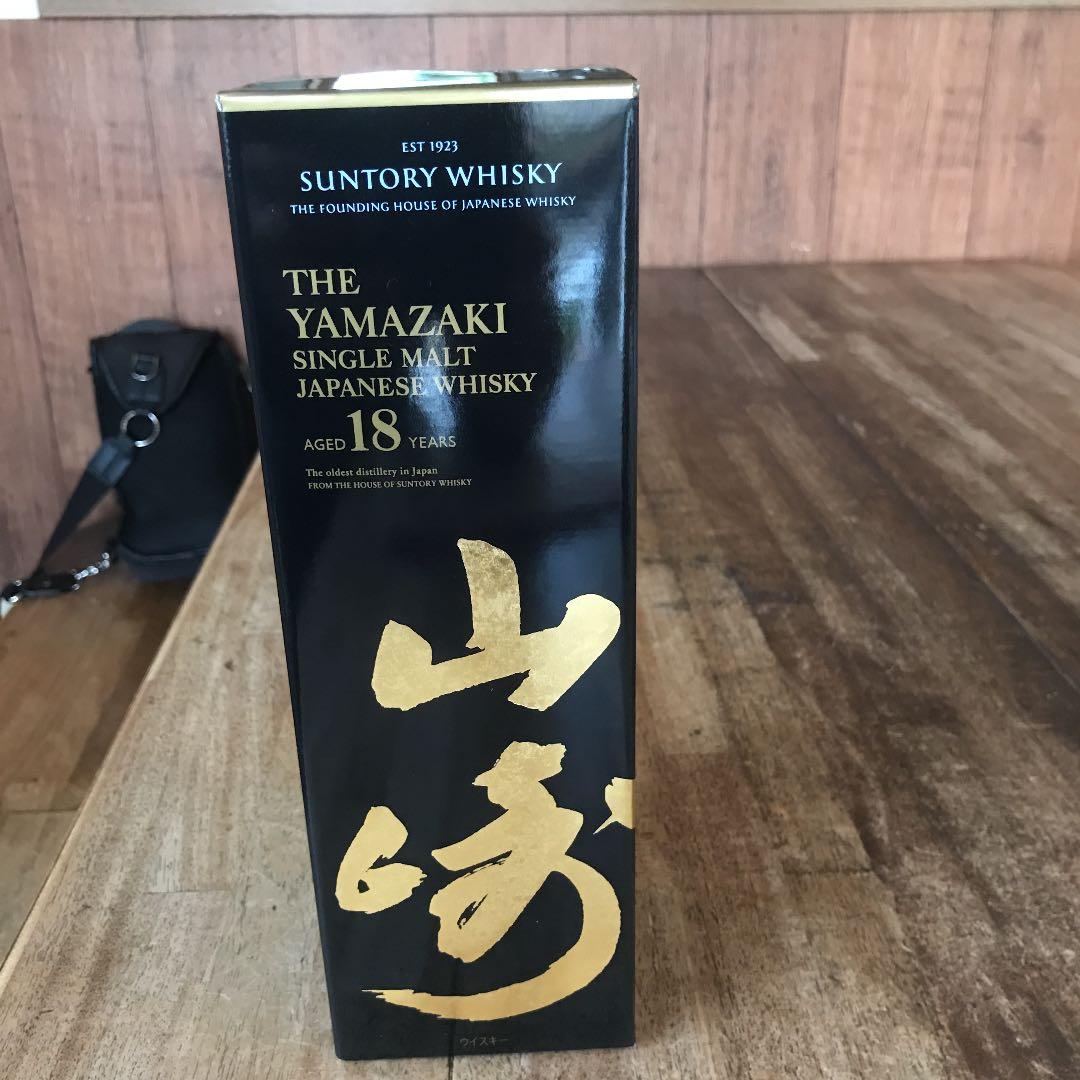 EST 1923
SUNTORY WHISKY
THE FOUNDING HOUSE OF JAPANESE WHISKY
THE
YAMAZAKI
SINGLE MALT
JAPANESE WHISKY
AGED 18 YEARS
The oldest distillery in Japan
FROM THE HOUSE OF SUNTORY WHISKY
山
崎
ウイスキー